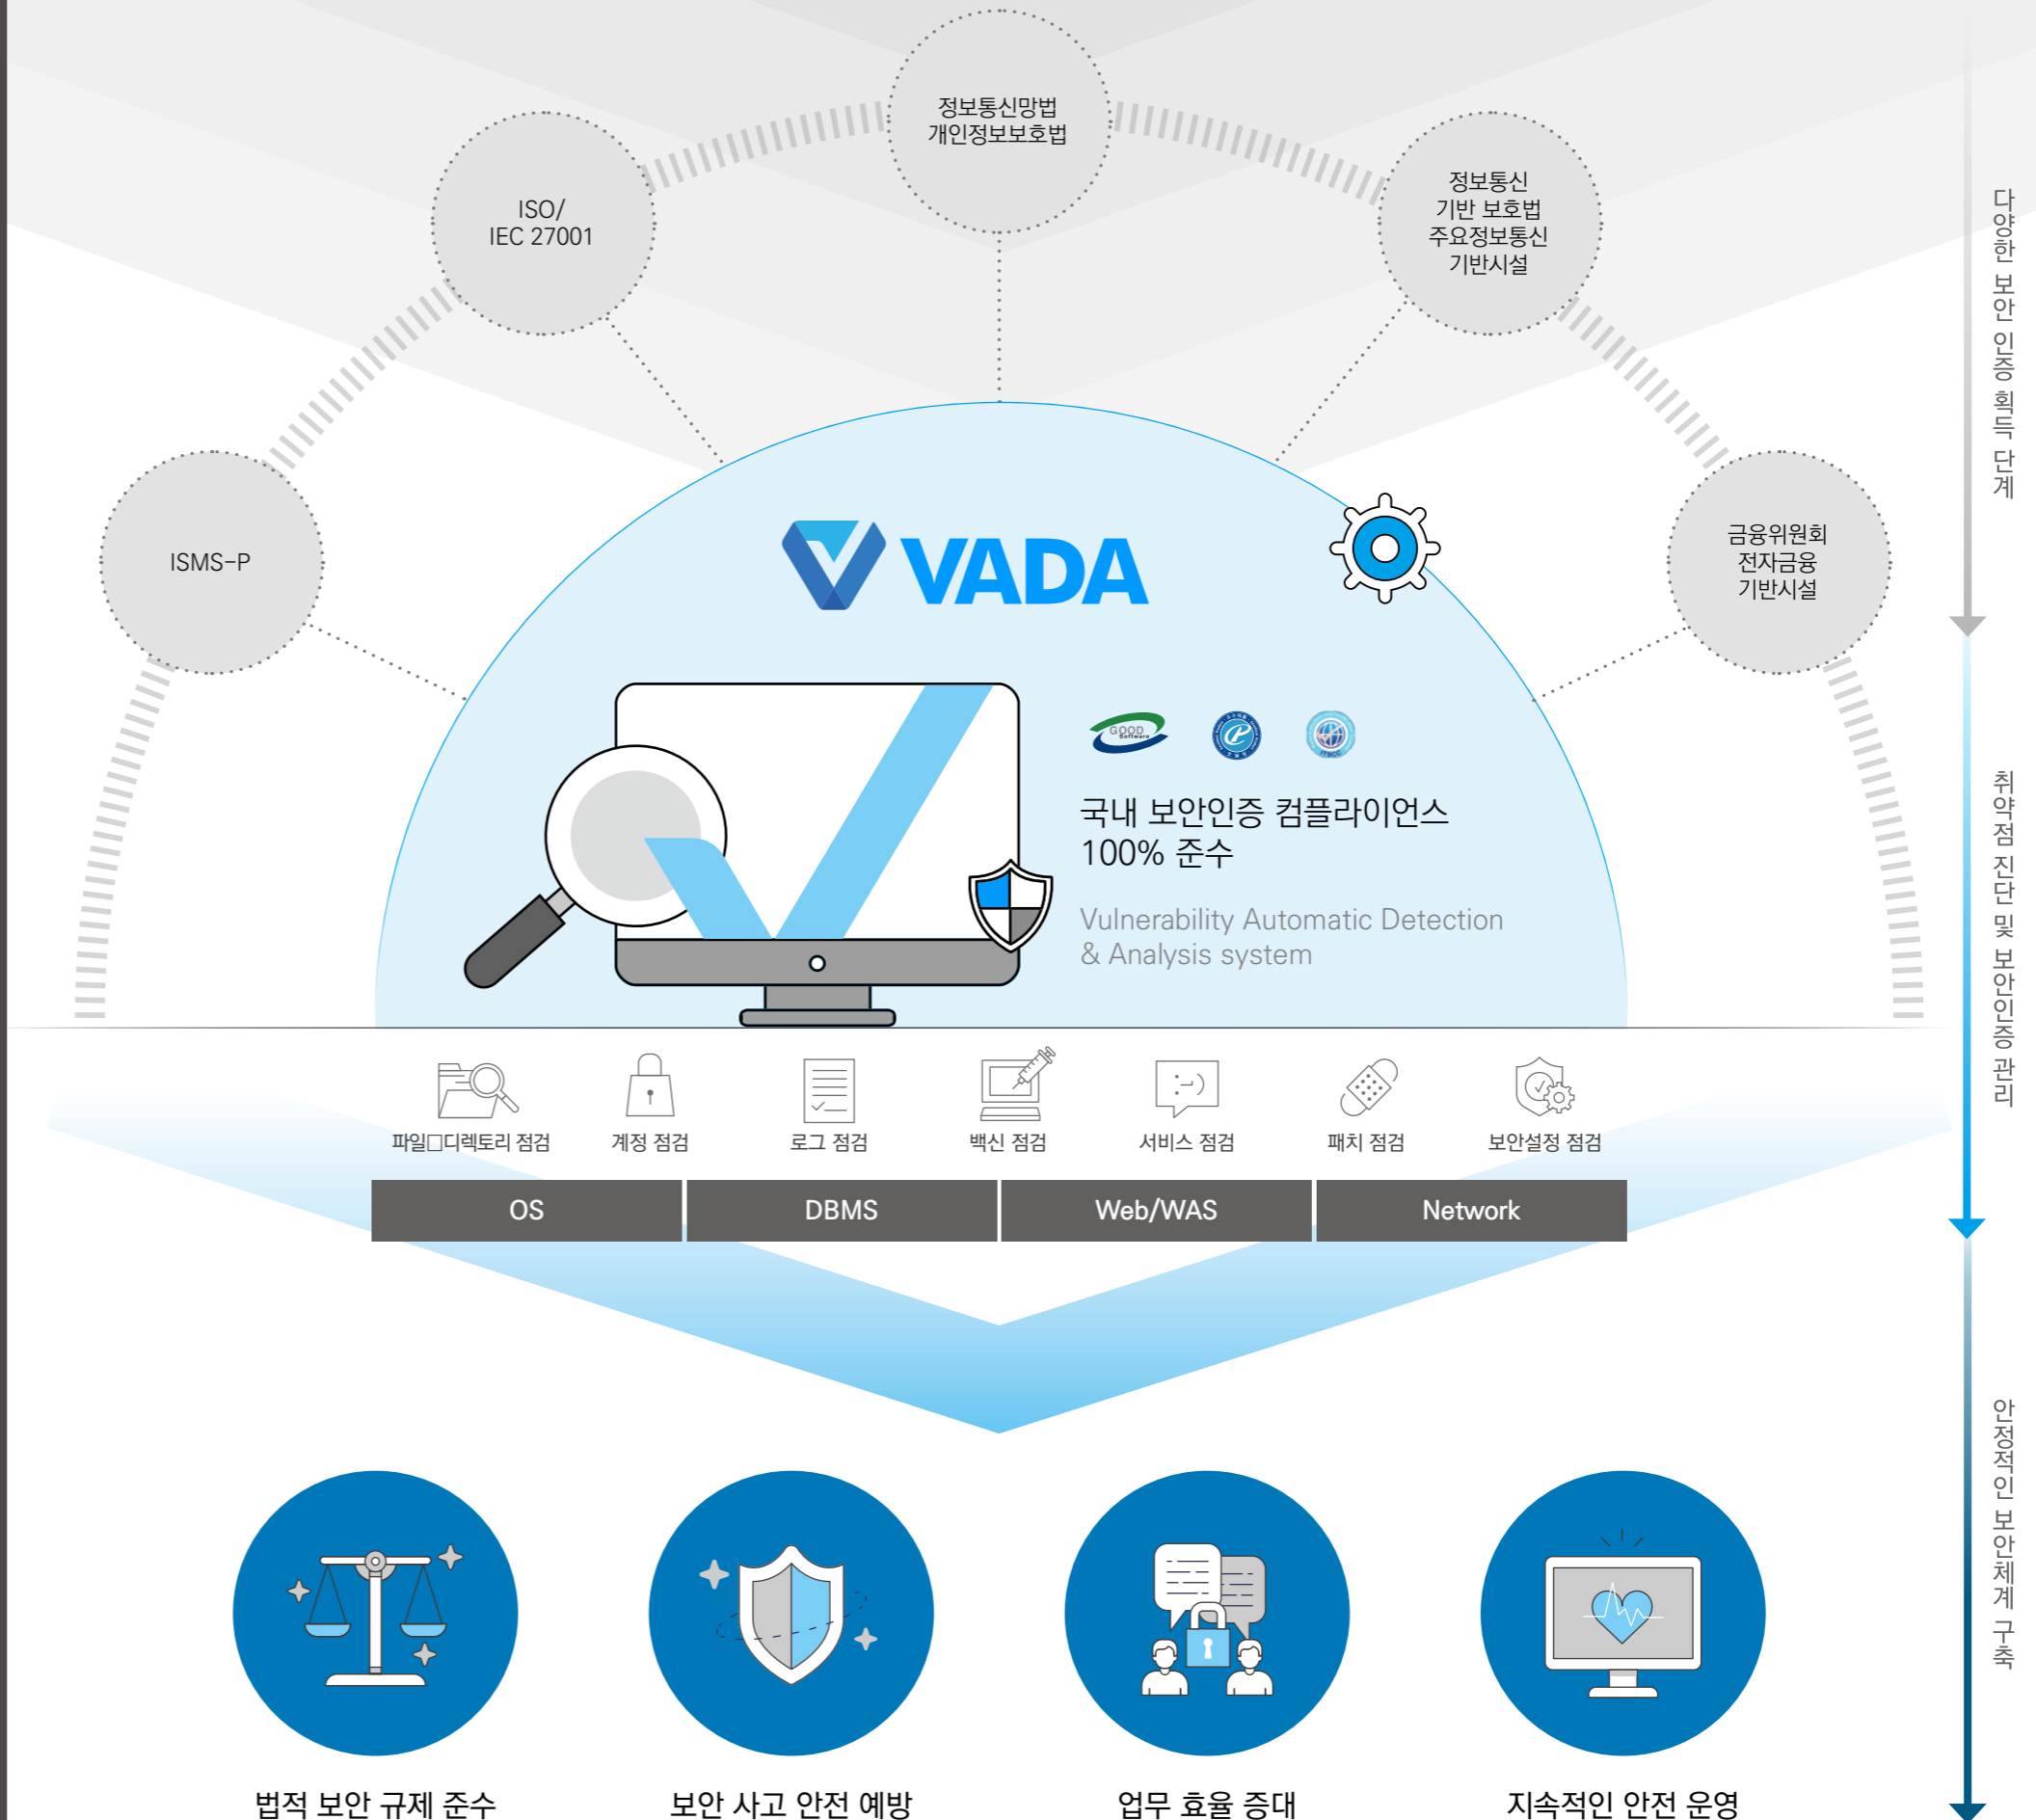 정보통신망법
개인정보보호법
ISO/
IEC 27001
정보통신
기반 보호법
주요정보통신
기반시설
ISMS-P
금융위원회
전자금융
기반시설
다양한 보안 인증 획득 단계
VADA
GOOD
Software
국내 보안인증 컴플라이언스
100% 준수
Vulnerability Automatic Detection
& Analysis system
취약점 진단 및 보안인증 관리
파일□디렉토리 점검
계정 점검
로그 점검
백신 점검
서비스 점검
패치 점검
보안설정 점검
OS
DBMS
Web/WAS
Network
안정적인 보안체계 구축
법적 보안 규제 준수
보안 사고 안전 예방
업무 효율 증대
지속적인 안전 운영